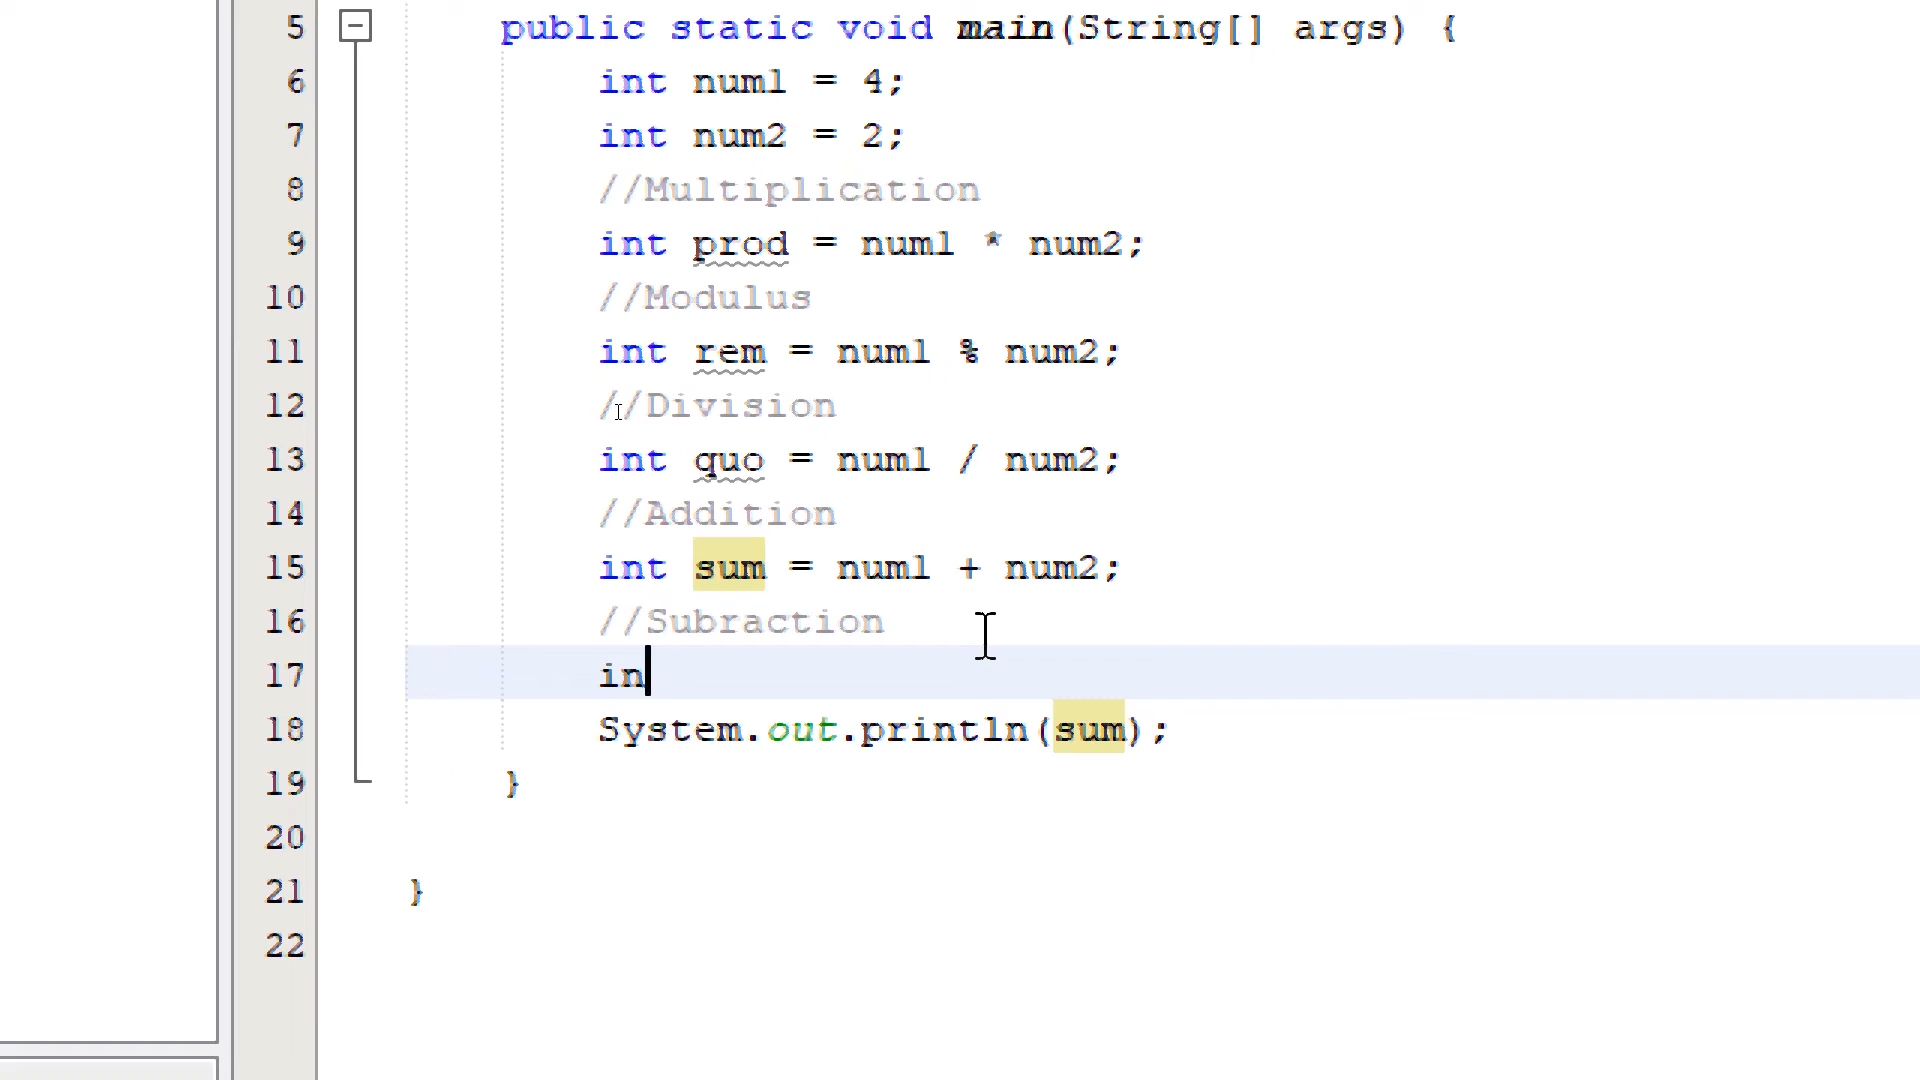 5 public static void main(String[] args) {
6 int num1 = 4;
7 int num2 = 2;
8 //Multiplication
9 int prod = num1 * num2;
10 //Modulus
11 int rem = num1 % num2;
12 //Division
13 int quo = num1 / num2;
14 //Addition
15 int sum = num1 + num2;
16 //Subraction
17 in
18 System.out.println(sum);
19 }
20
21 }
22